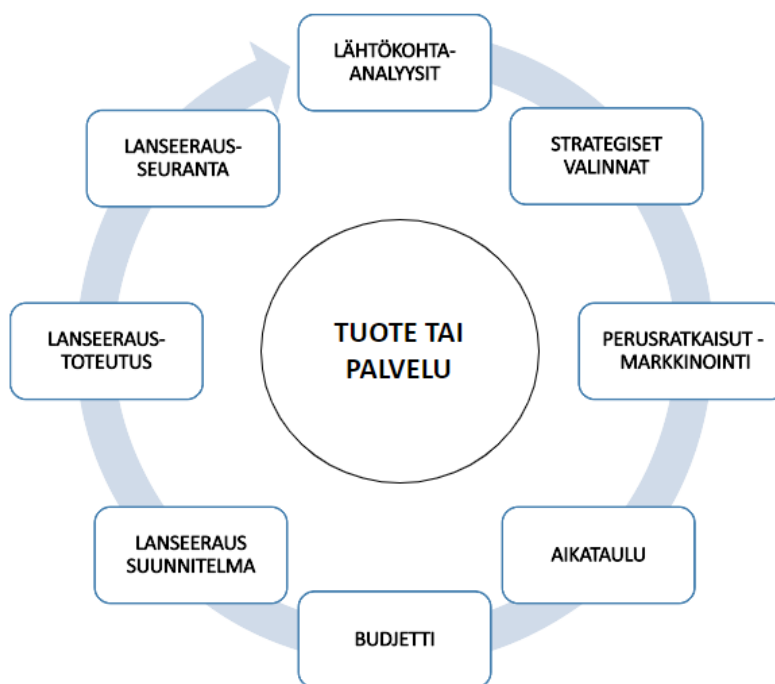 LÄHTÖKOHTA-
ANALYYSIT
STRATEGISET
VALINNAT
PERUSRATKAISUT -
MARKKINOINTI
AIKATAULU
BUDJETTI
LANSEERAUS
SUUNNITELMA
LANSEERAUS-
TOTEUTUS
LANSEERAUS-
SEURANTA
TUOTE TAI
PALVELU